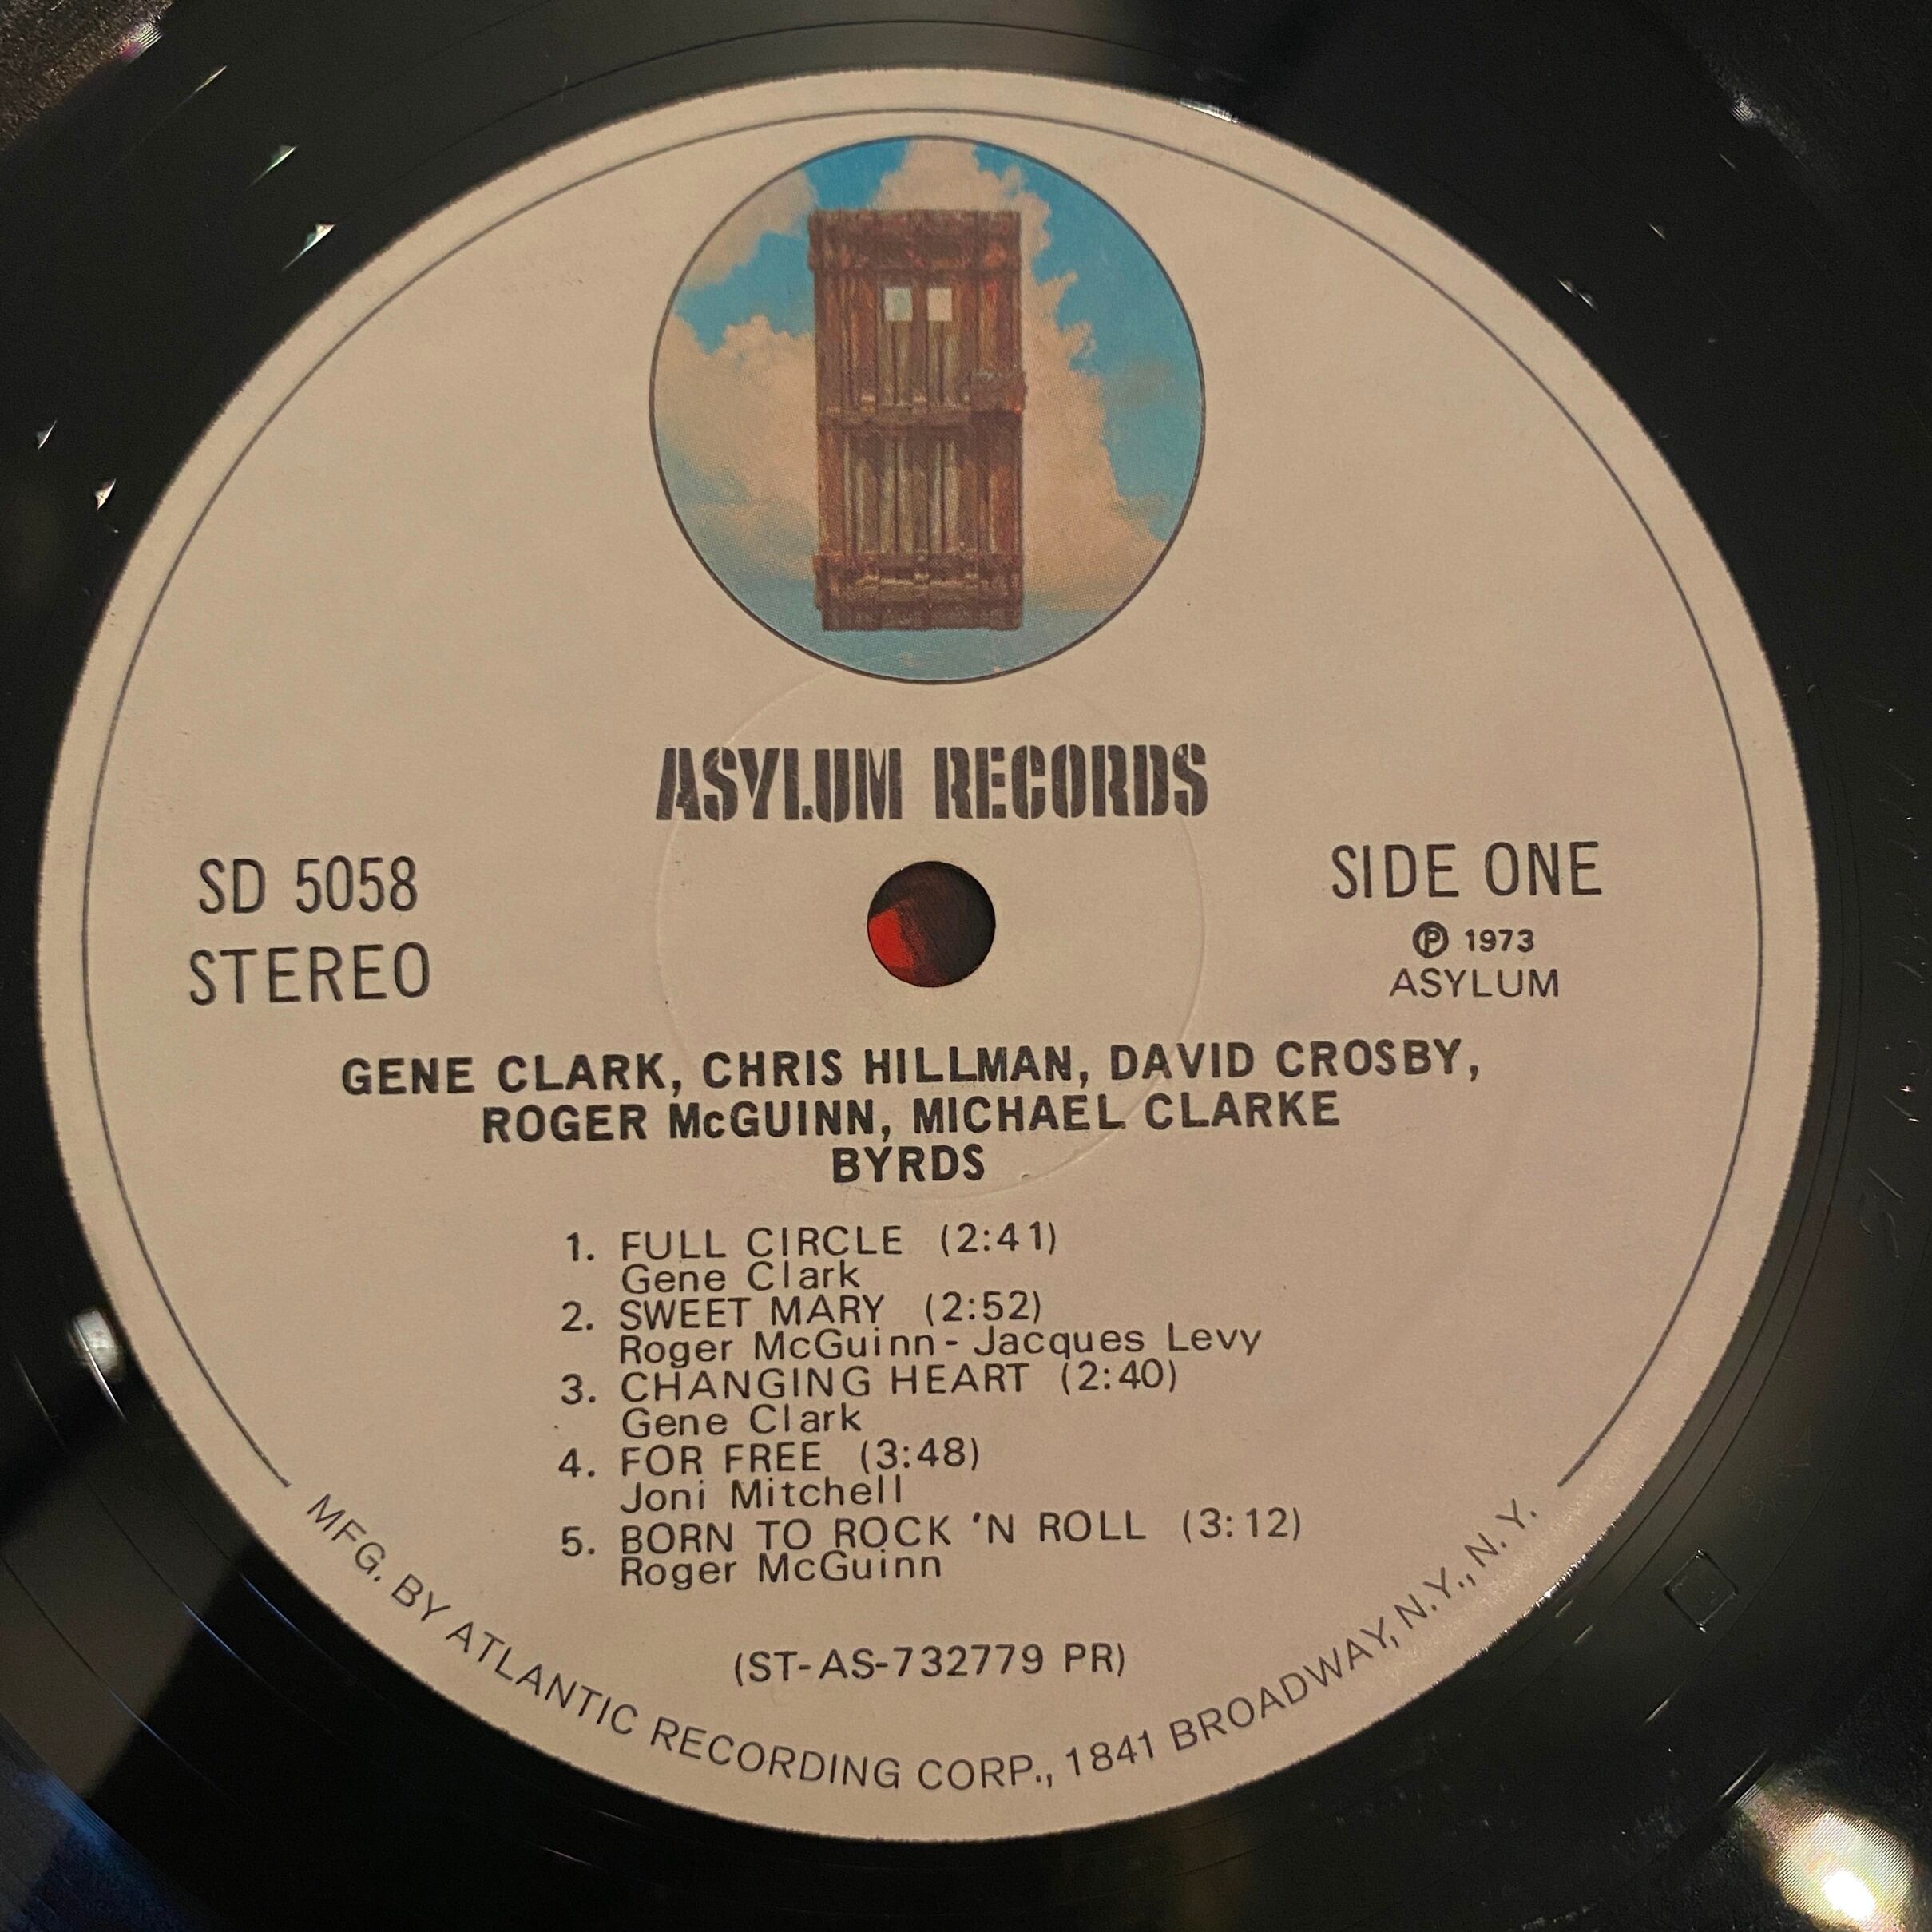 ASYLUM RECORDS
SD 5058
STEREO
SIDE ONE
Ⓟ 1973
ASYLUM
GENE CLARK, CHRIS HILLMAN, DAVID CROSBY,
ROGER McGUINN, MICHAEL CLARKE
BYRDS
1. FULL CIRCLE (2:41)
Gene Clark
2. SWEET MARY (2:52)
Roger McGuinn - Jacques Levy
3. CHANGING HEART (2:40)
Gene Clark
4. FOR FREE (3:48)
Joni Mitchell
5. BORN TO ROCK 'N ROLL (3:12)
Roger McGuinn
(ST-AS-732779 PR)
MFG. BY ATLANTIC RECORDING CORP., 1841 BROADWAY, N.Y., N.Y.